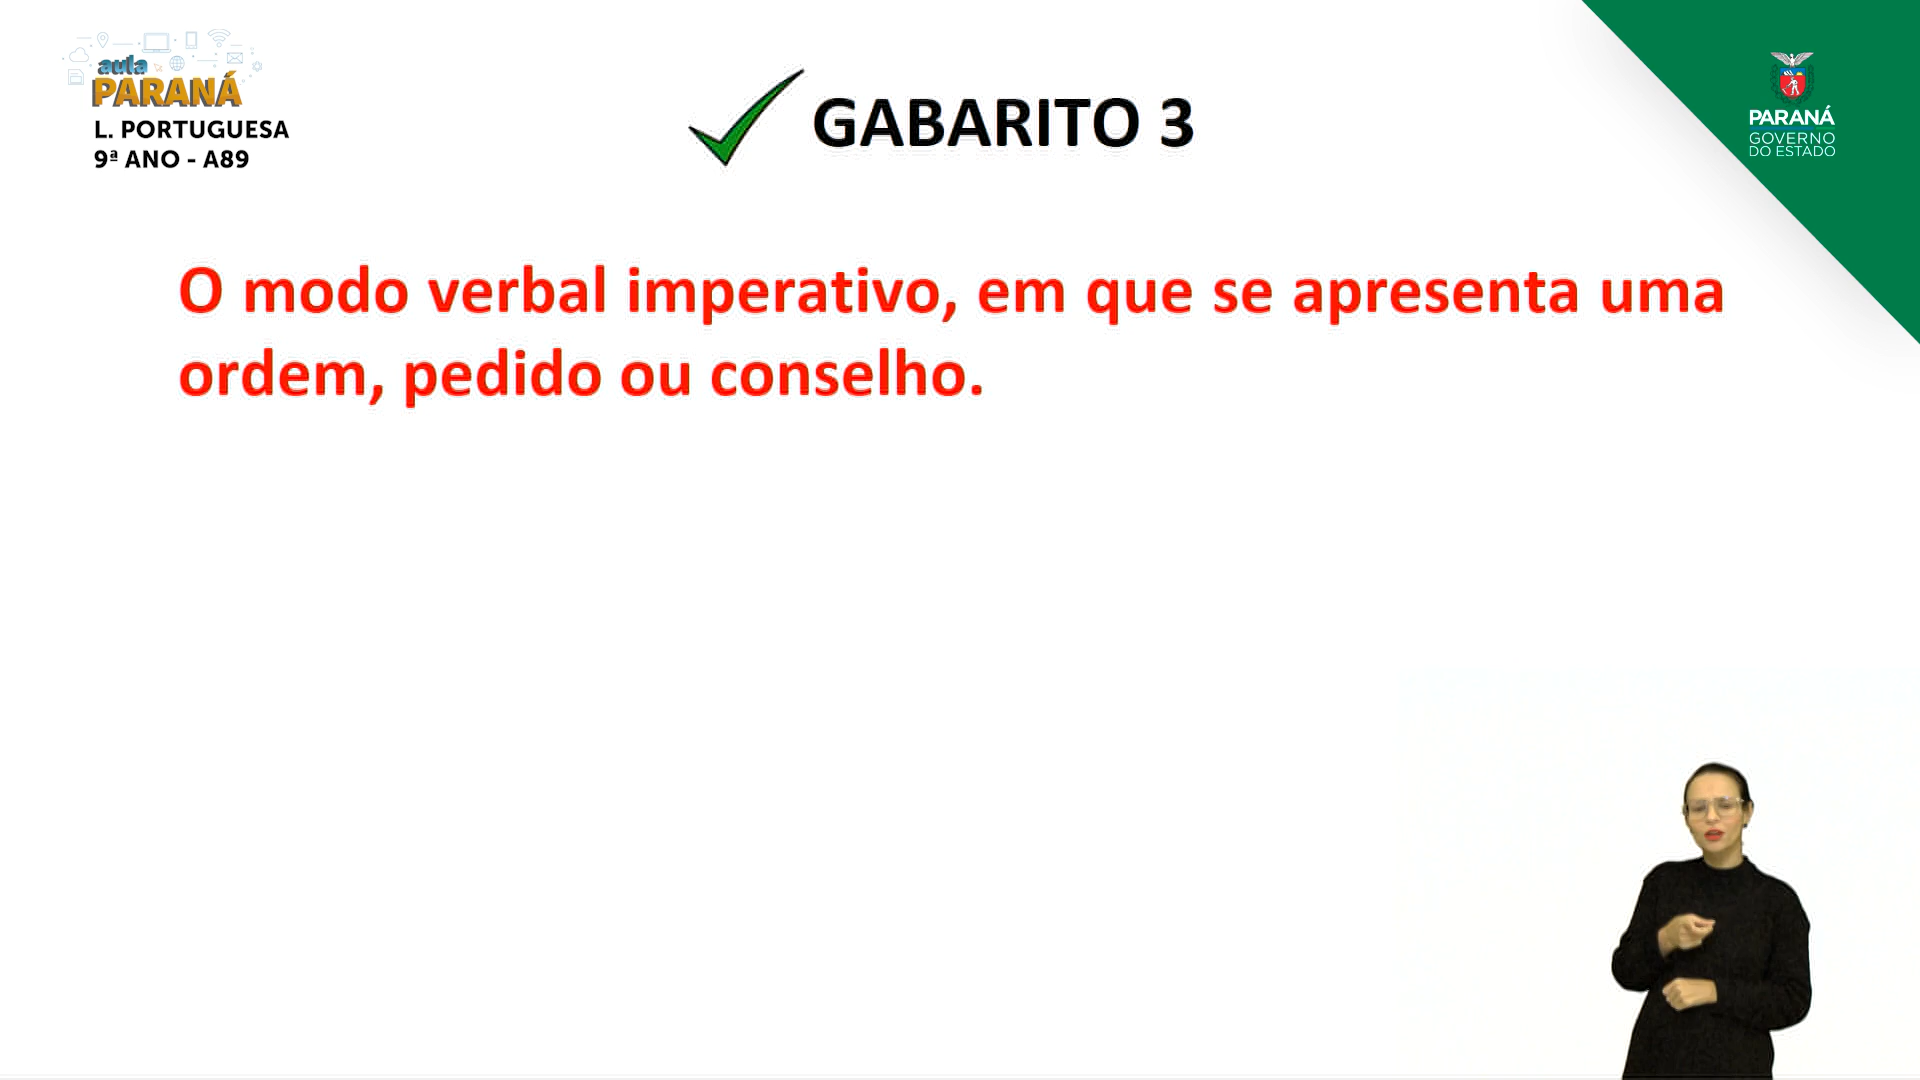 aula
PARANÁ
L. PORTUGUESA
9ª ANO - A89
GABARITO 3
PARANÁ
GOVERNO
DO ESTADO
O modo verbal imperativo, em que se apresenta uma
ordem, pedido ou conselho.